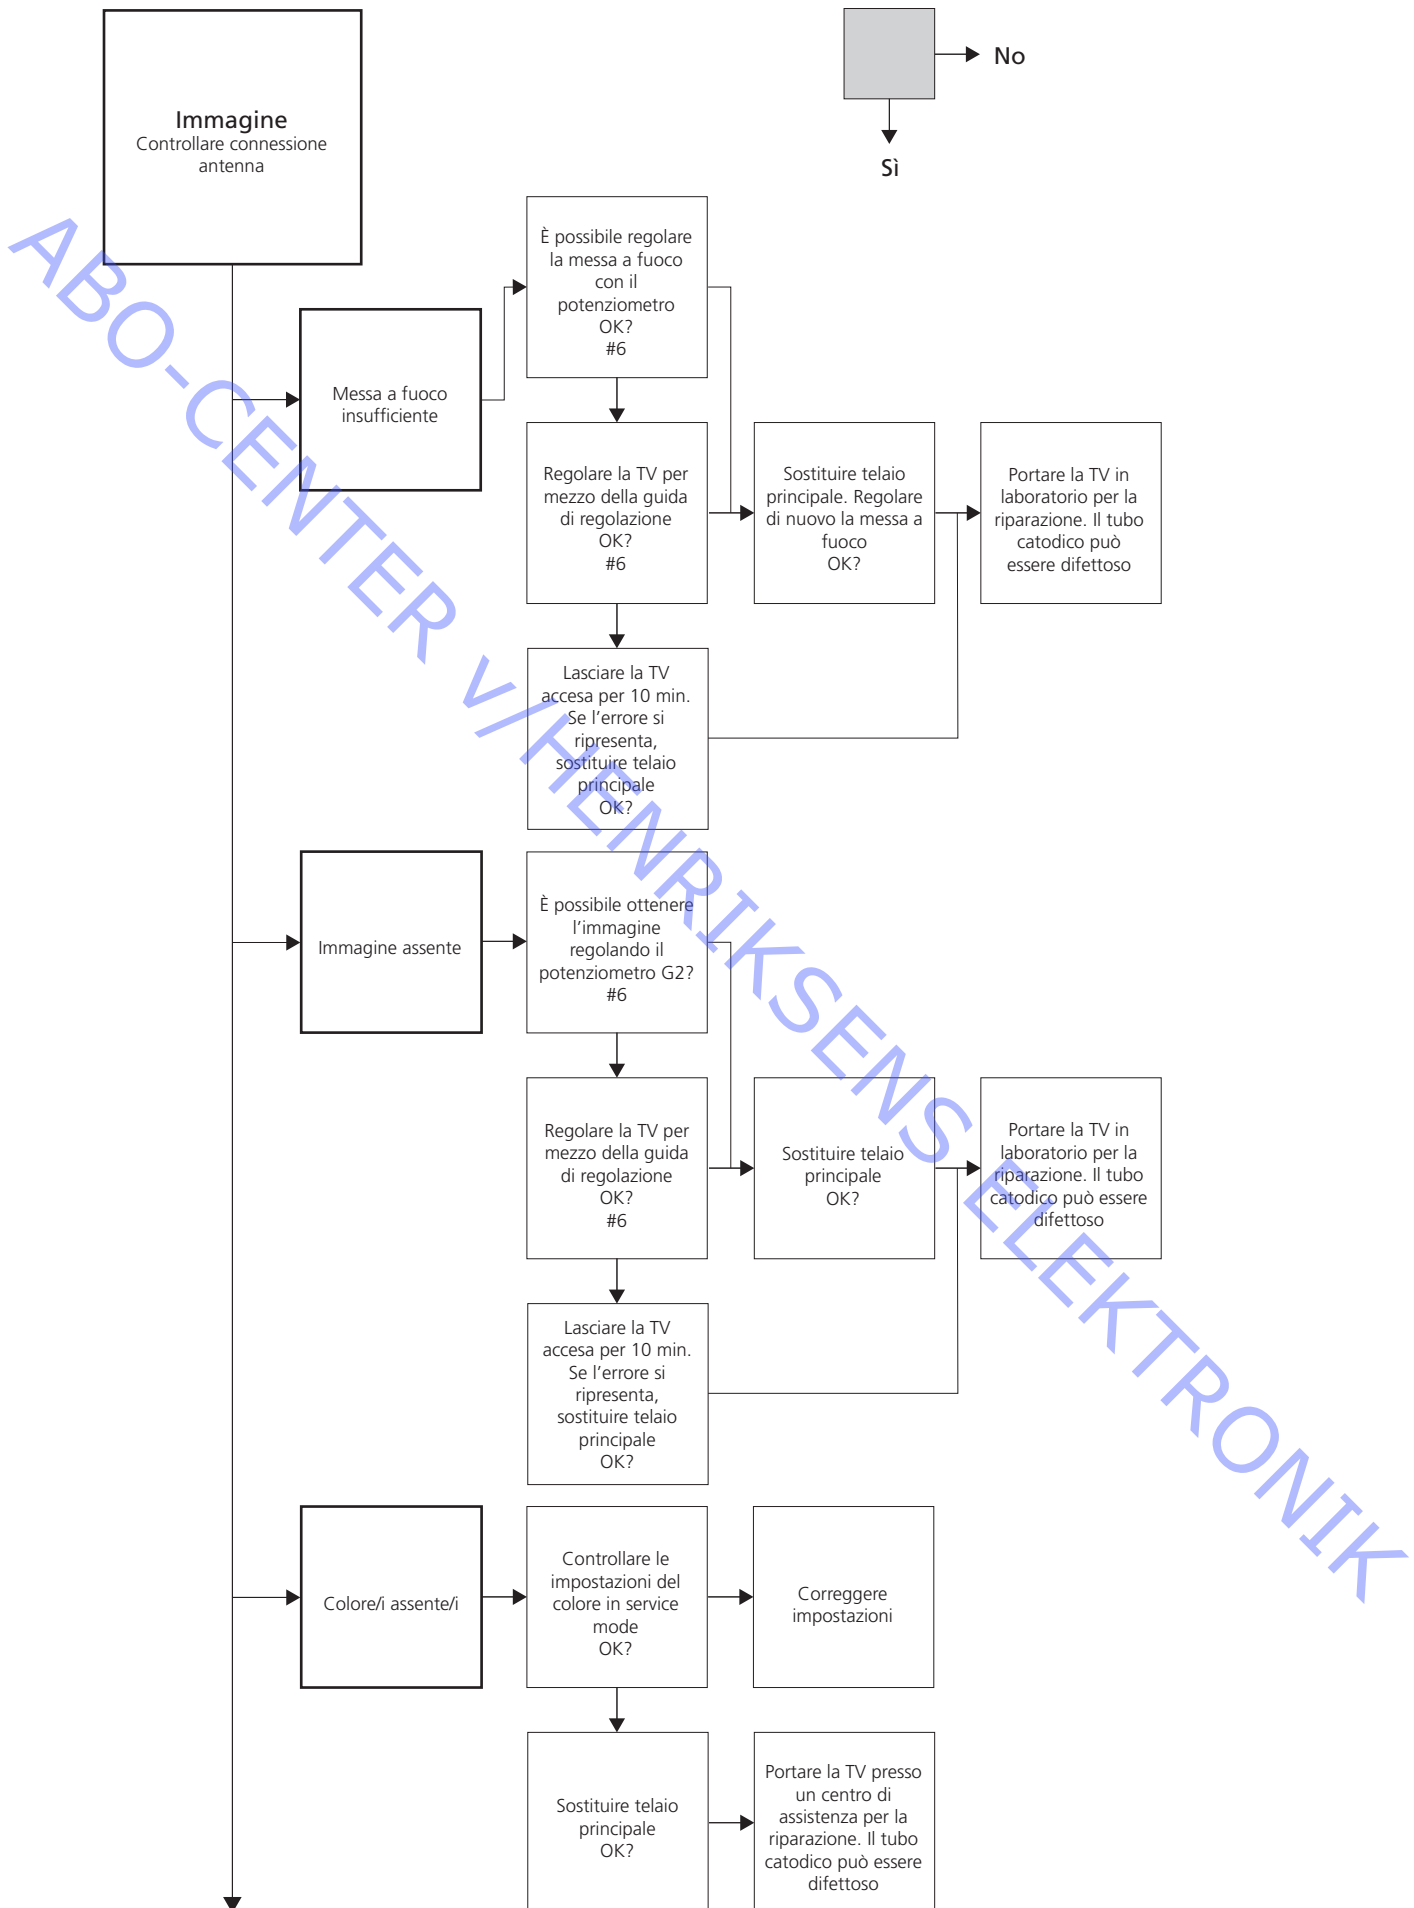 Immagine
Controllare connessione
antenna
No
Sì
È possibile regolare
la messa a fuoco
con il
potenziometro
OK?
#6
Messa a fuoco
insufficiente
Regolare la TV per
mezzo della guida
di regolazione
OK?
#6
Sostituire telaio
principale. Regolare
di nuovo la messa a
fuoco
OK?
Portare la TV in
laboratorio per la
riparazione. Il tubo
catodico può
essere difettoso
Lasciare la TV
accesa per 10 min.
Se l'errore si
ripresenta,
sostituire telaio
principale
OK?
Immagine assente
È possibile ottenere
l'immagine
regolando il
potenziometro G2?
#6
Regolare la TV per
mezzo della guida
di regolazione
OK?
#6
Sostituire telaio
principale
OK?
Portare la TV in
laboratorio per la
riparazione. Il tubo
catodico può essere
difettoso
Lasciare la TV
accesa per 10 min.
Se l'errore si
ripresenta,
sostituire telaio
principale
OK?
Colore/i assente/i
Controllare le
impostazioni del
colore in service
mode
OK?
Correggere
impostazioni
Sostituire telaio
principale
OK?
Portare la TV presso
un centro di
assistenza per la
riparazione. Il tubo
catodico può essere
difettoso
ABO-CENTER v/HENRIKSENS ELEKTRONIK